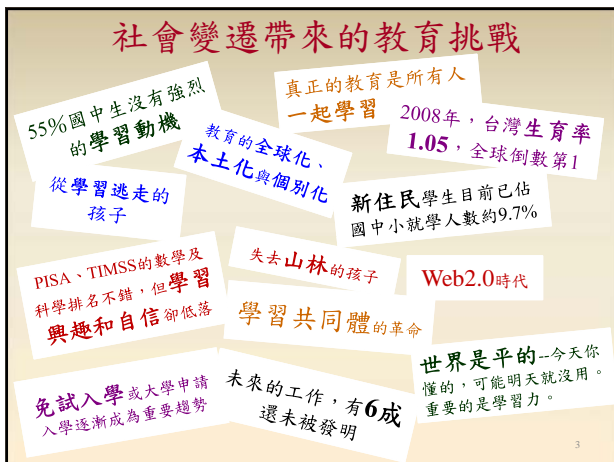 社會變遷帶來的教育挑戰
55%國中生沒有強烈
的學習動機
真正的教育是所有人
一起學習
教育的全球化、
本土化與個別化
2008年，台灣生育率
1.05，全球倒數第1
從學習逃走的
孩子
新住民學生目前已佔
國中小就學人數約9.7%
PISA、TIMSS的數學及
科學排名不錯，但學習
興趣和自信卻低落
失去山林的孩子
Web2.0時代
學習共同體的革命
世界是平的--今天你
懂的，可能明天就沒用。
重要的是學習力。
免試入學或大學申請
入學逐漸成為重要趨勢
未來的工作，有6成
還未被發明
3